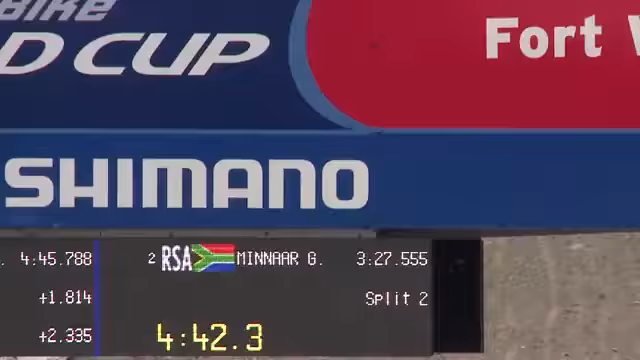 BIKE
D CUP
Fort
SHIMANO
4:45.788
2 RSA MINNAAR G. 3:27.555
+1.814
Split 2
+2.335
4:42.3